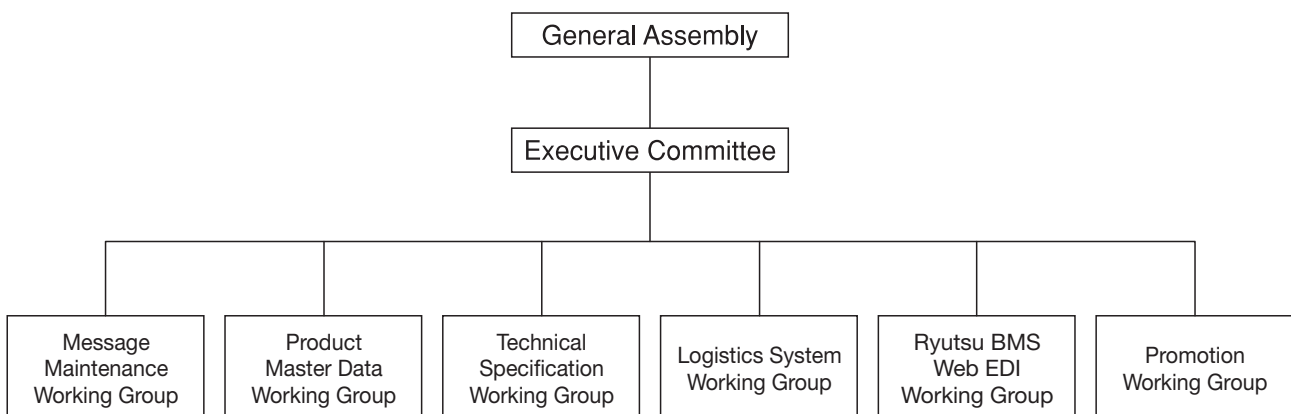 General Assembly
Executive Committee
Message
Maintenance
Working Group
Product
Master Data
Working Group
Technical
Specification
Working Group
Logistics System
Working Group
Ryutsu BMS
Web EDI
Working Group
Promotion
Working Group